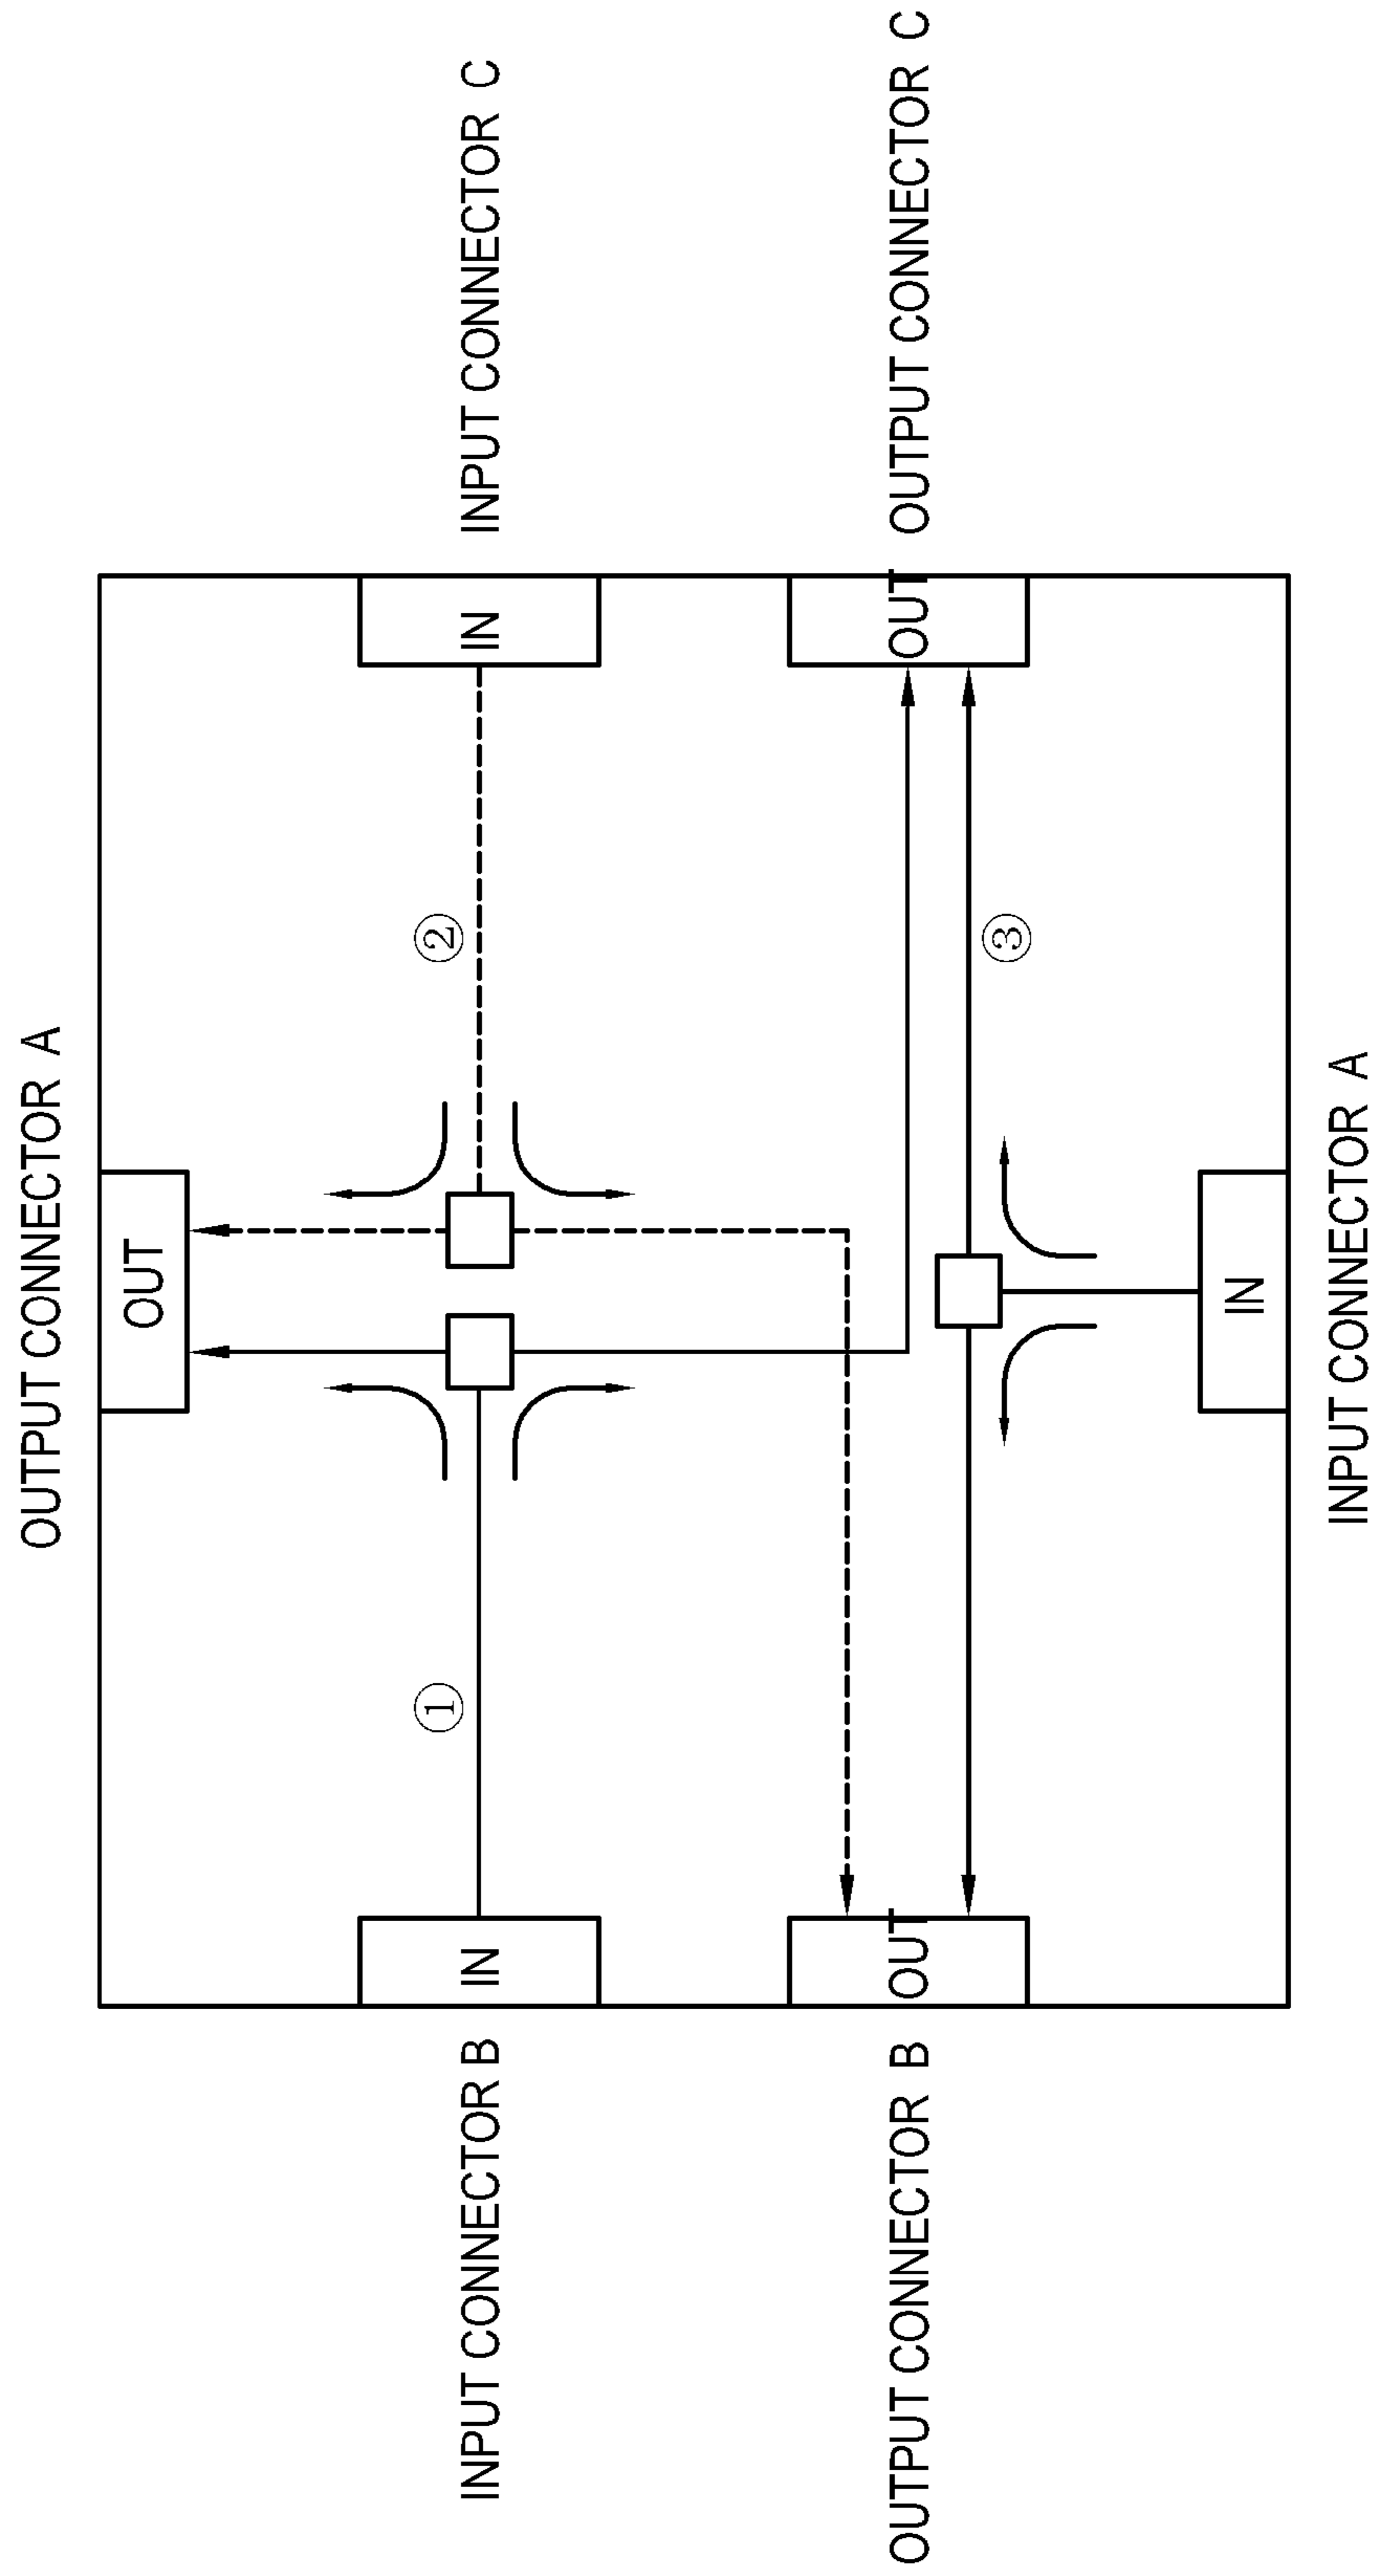 OUTPUT CONNECTOR A
OUT
INPUT CONNECTOR B
IN
①
②
IN
INPUT CONNECTOR C
OUTPUT CONNECTOR B
OUT
OUT
OUTPUT CONNECTOR C
③
IN
INPUT CONNECTOR A